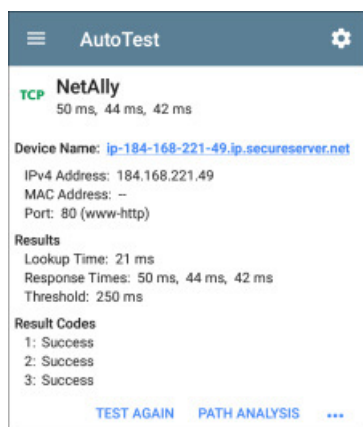 AutoTest
TCP NetAlly
50 ms, 44 ms, 42 ms
Device Name: ip-184-168-221-49.ip.secureserver.net
IPv4 Address: 184.168.221.49
MAC Address: --
Port: 80 (www-http)
Results
Lookup Time: 21 ms
Response Times: 50 ms, 44 ms, 42 ms
Threshold: 250 ms
Result Codes
1: Success
2: Success
3: Success
TEST AGAIN PATH ANALYSIS •••